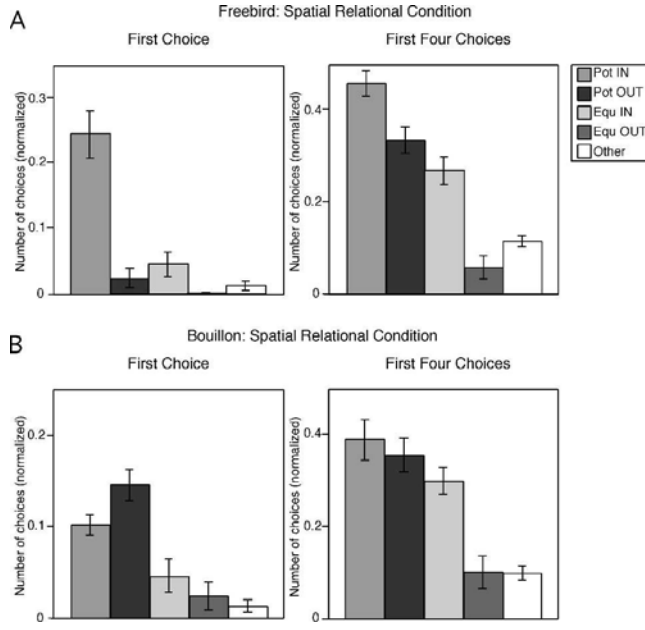 A
Freebird: Spatial Relational Condition
First Choice
First Four Choices
Number of choices (normalized)
0.3
0.2
0.1
0
Number of choices (normalized)
0.4
0.2
0
Pot IN
Pot OUT
Equ IN
Equ OUT
Other
B
Bouillon: Spatial Relational Condition
First Choice
First Four Choices
Number of choices (normalized)
0.2
0.1
0
Number of choices (normalized)
0.4
0.2
0